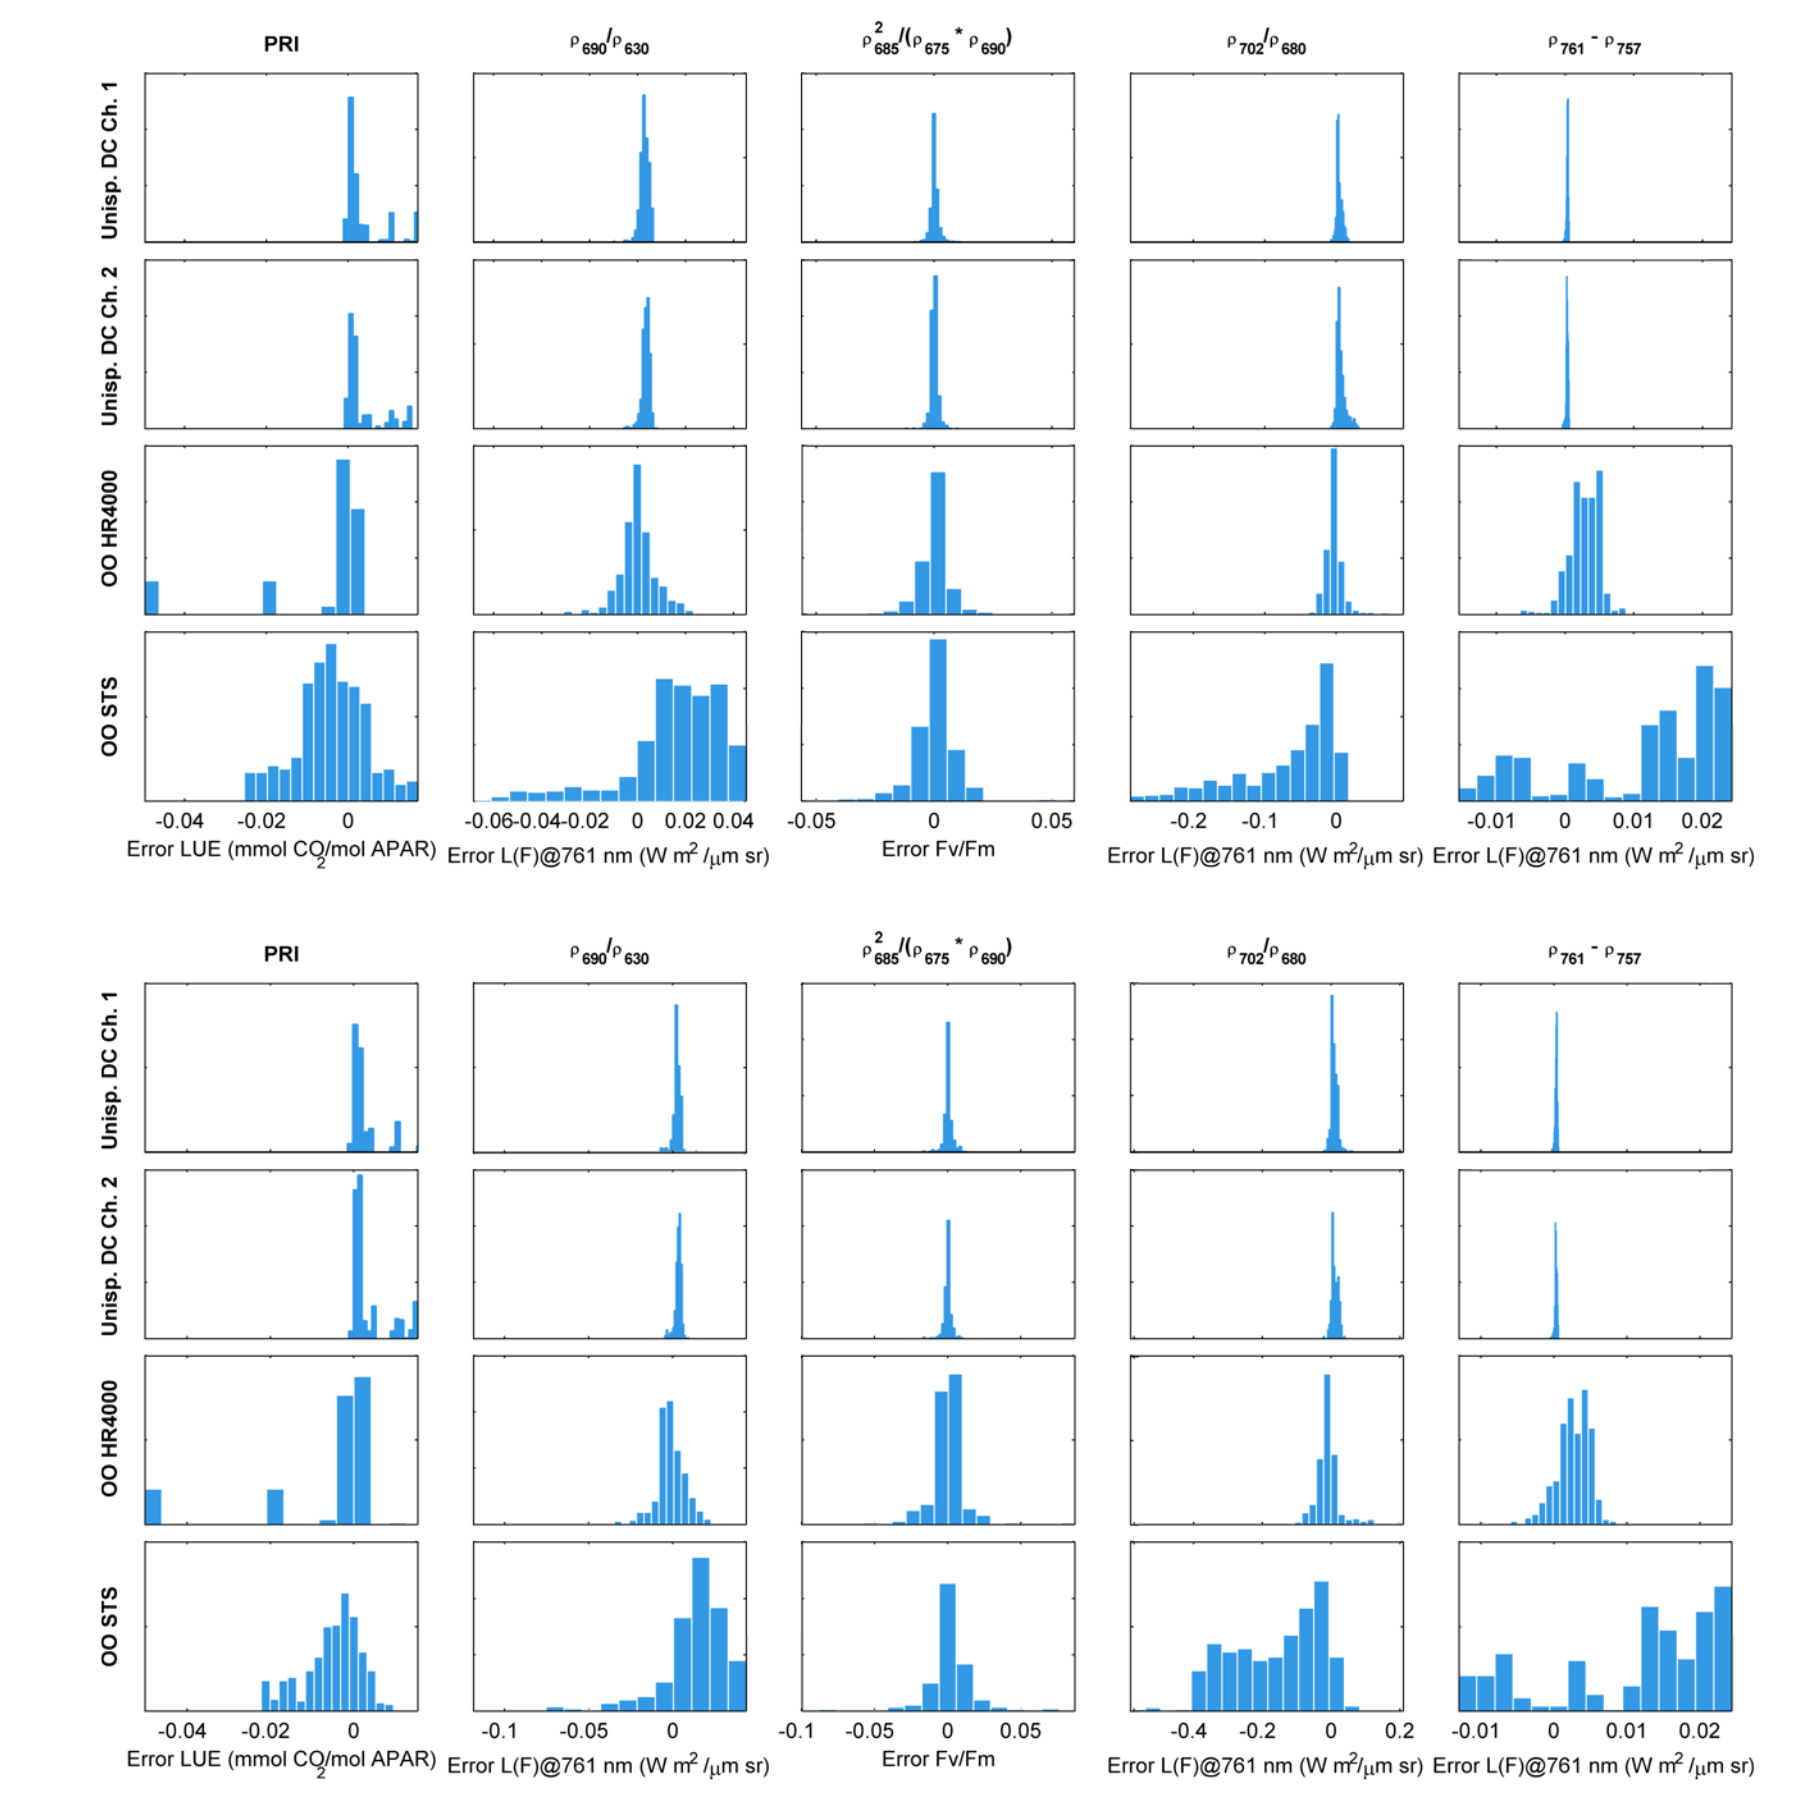 PRI ρ690/ρ630 ρ²685/(ρ675 * ρ690) ρ702/ρ680 ρ761 - ρ757
Unisp. DC Ch. 1
Unisp. DC Ch. 2
OO HR4000
OO STS
-0.04 -0.02 0 -0.06 -0.04 -0.02 0 0.02 0.04 -0.05 0 0.05 -0.2 -0.1 0 -0.01 0 0.01 0.02
Error LUE (mmol CO2/mol APAR) Error L(F)@761 nm (W m²/μm sr) Error Fv/Fm Error L(F)@761 nm (W m²/μm sr) Error L(F)@761 nm (W m²/μm sr)
PRI ρ690/ρ630 ρ²685/(ρ675 * ρ690) ρ702/ρ680 ρ761 - ρ757
Unisp. DC Ch. 1
Unisp. DC Ch. 2
OO HR4000
OO STS
-0.04 -0.02 0 -0.1 -0.05 0 -0.1 -0.05 0 0.05 -0.4 -0.2 0 0.2 -0.01 0 0.01 0.02
Error LUE (mmol CO2/mol APAR) Error L(F)@761 nm (W m²/μm sr) Error Fv/Fm Error L(F)@761 nm (W m²/μm sr) Error L(F)@761 nm (W m²/μm sr)